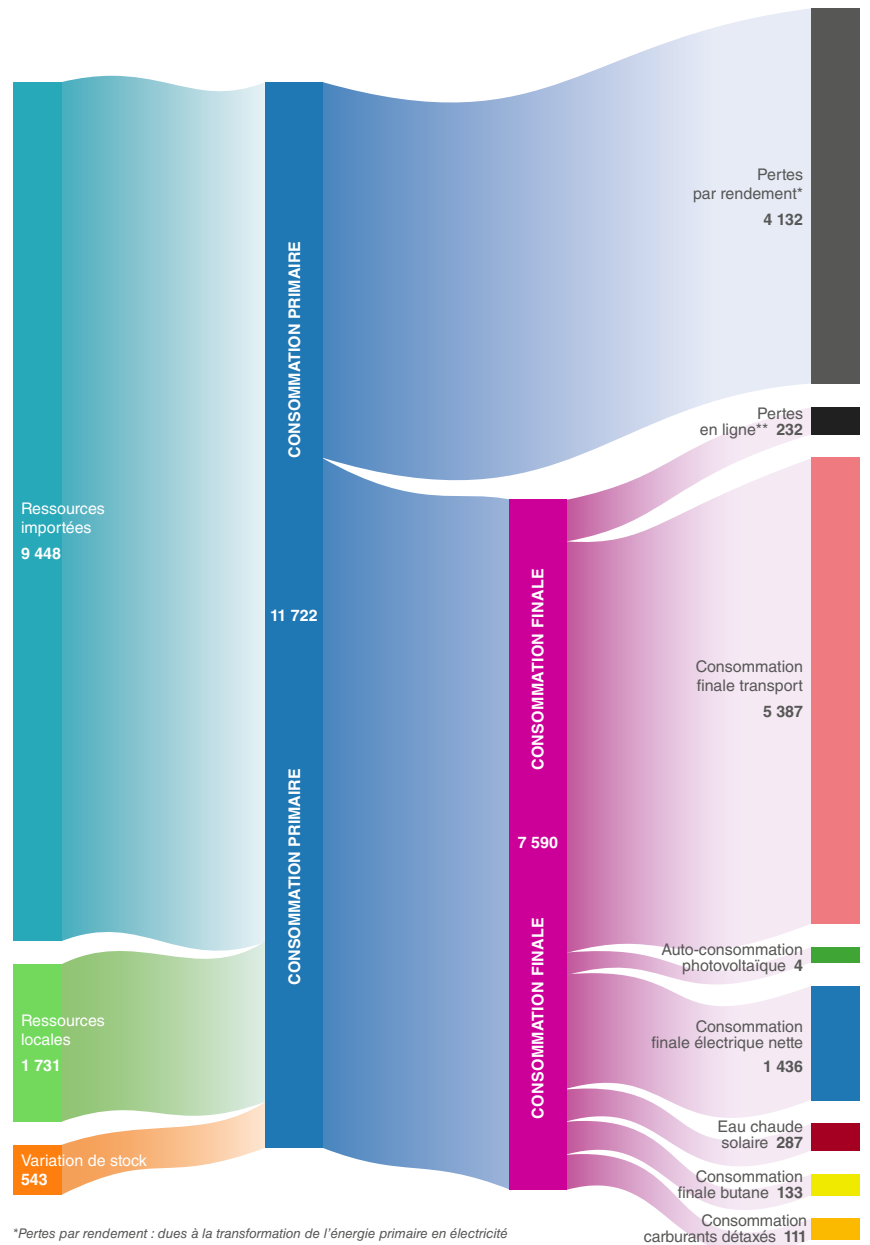 Ressources
importées
9 448
Ressources
locales
1 731
Variation de stock
543
CONSOMMATION PRIMAIRE
11 722
CONSOMMATION PRIMAIRE
CONSOMMATION FINALE
7 590
CONSOMMATION FINALE
Pertes
par rendement*
4 132
Pertes
en ligne** 232
Consommation
finale transport
5 387
Auto-consommation
photovoltaïque 4
Consommation
finale électrique nette
1 436
Eau chaude
solaire 287
Consommation
finale butane 133
Consommation
carburants détaxés 111
*Pertes par rendement : dues à la transformation de l'énergie primaire en électricité